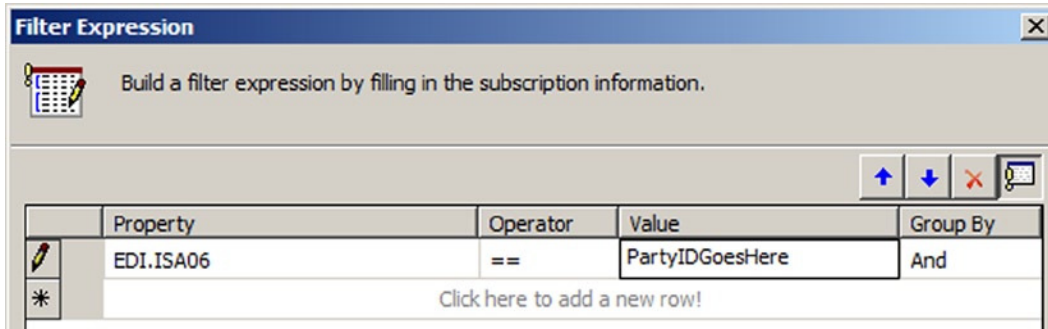 Filter Expression
Build a filter expression by filling in the subscription information.
Property Operator Value Group By
EDI.ISA06 == PartyIDGoesHere And
Click here to add a new row!